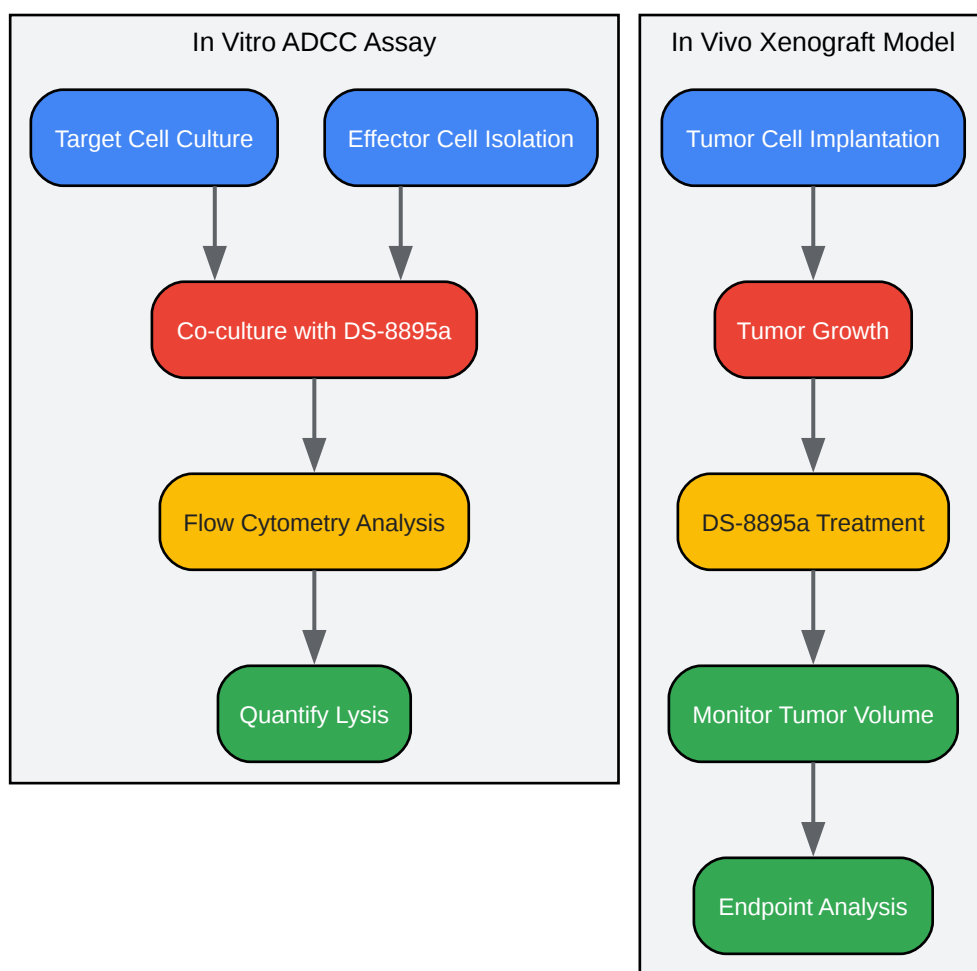 In Vitro ADCC Assay
Target Cell Culture
Effector Cell Isolation
Co-culture with DS-8895a
Flow Cytometry Analysis
Quantify Lysis
In Vivo Xenograft Model
Tumor Cell Implantation
Tumor Growth
DS-8895a Treatment
Monitor Tumor Volume
Endpoint Analysis